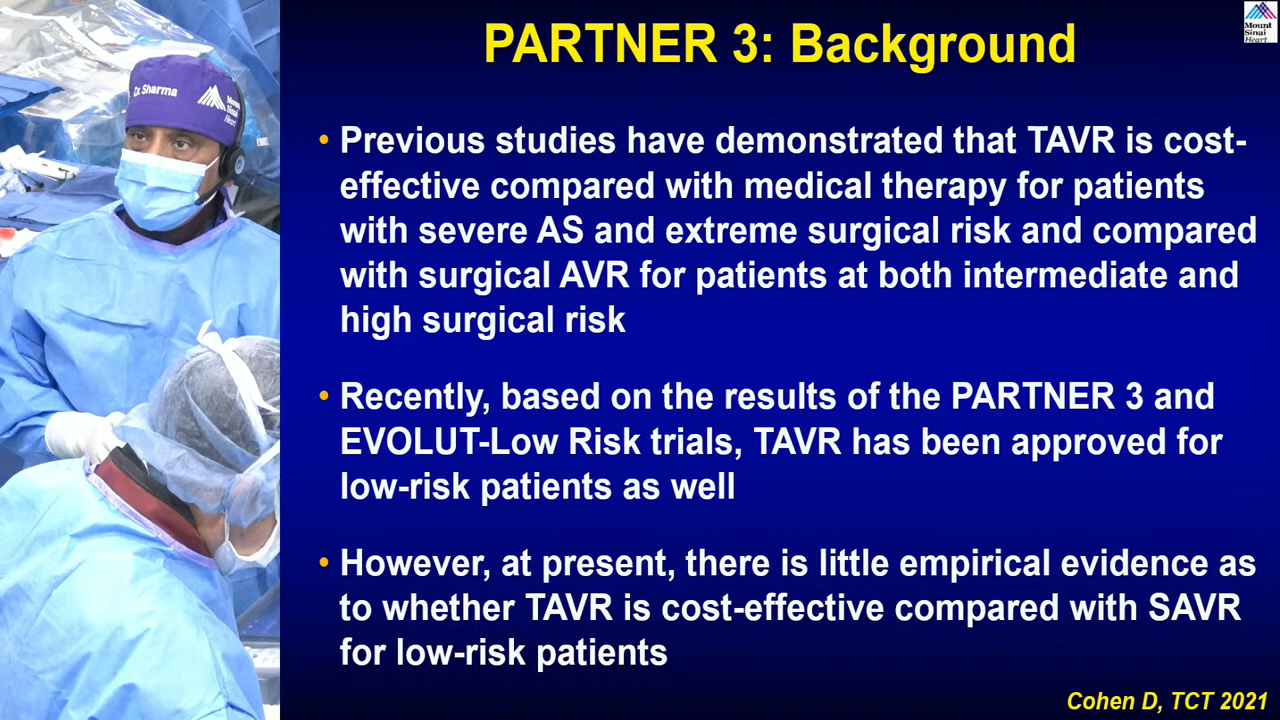 PARTNER 3: Background
Mount
Sinai
Heart
Dr. Sharma
Mount
Sinai
Heart
• Previous studies have demonstrated that TAVR is cost-
effective compared with medical therapy for patients
with severe AS and extreme surgical risk and compared
with surgical AVR for patients at both intermediate and
high surgical risk
• Recently, based on the results of the PARTNER 3 and
EVOLUT-Low Risk trials, TAVR has been approved for
low-risk patients as well
• However, at present, there is little empirical evidence as
to whether TAVR is cost-effective compared with SAVR
for low-risk patients
Cohen D, TCT 2021